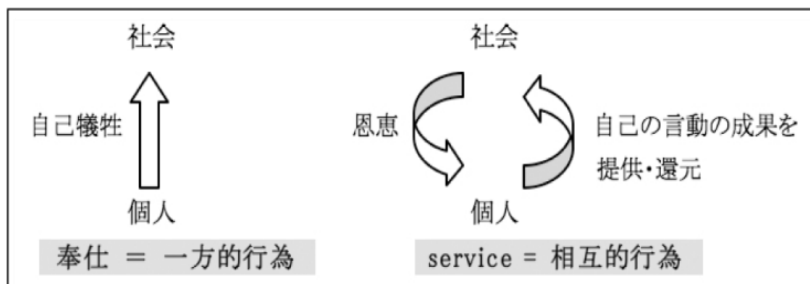 社会
自己犠牲
個人
奉仕 = 一方的行為
社会
恩恵
自己の言動の成果を
提供・還元
個人
service = 相互的行為